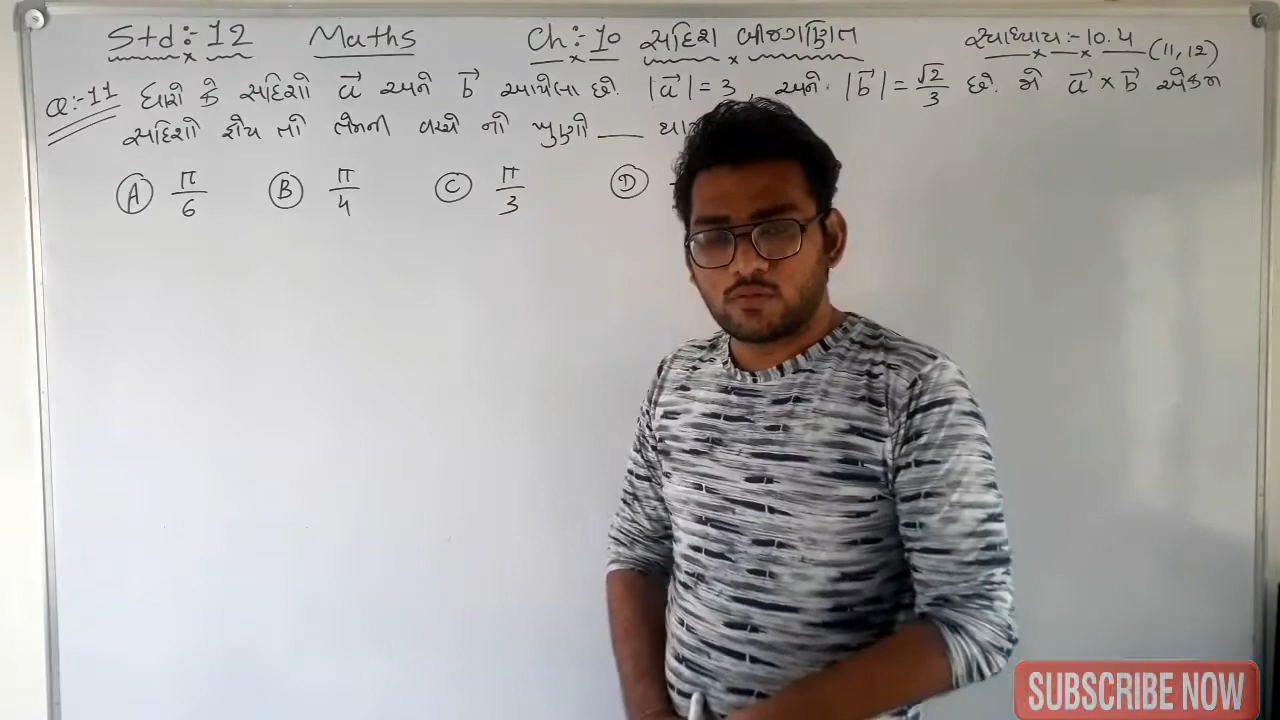 Std:- 12 Maths Ch:- 10 સદિશ બીજગણિત સ્વાધ્યાય:- 10.4 (11, 12)
Q:-11 ધારો કે સદિશો a⃗ અને b⃗ આપેલા છે. |a⃗| = 3, અને |b⃗| = √2/3 છે. જો a⃗ × b⃗ એકમ
સદિશો હોય તો તેમની વચ્ચે નો ખુણો ___
Ⓐ π/6 Ⓑ π/4 Ⓒ π/3 Ⓓ
SUBSCRIBE NOW